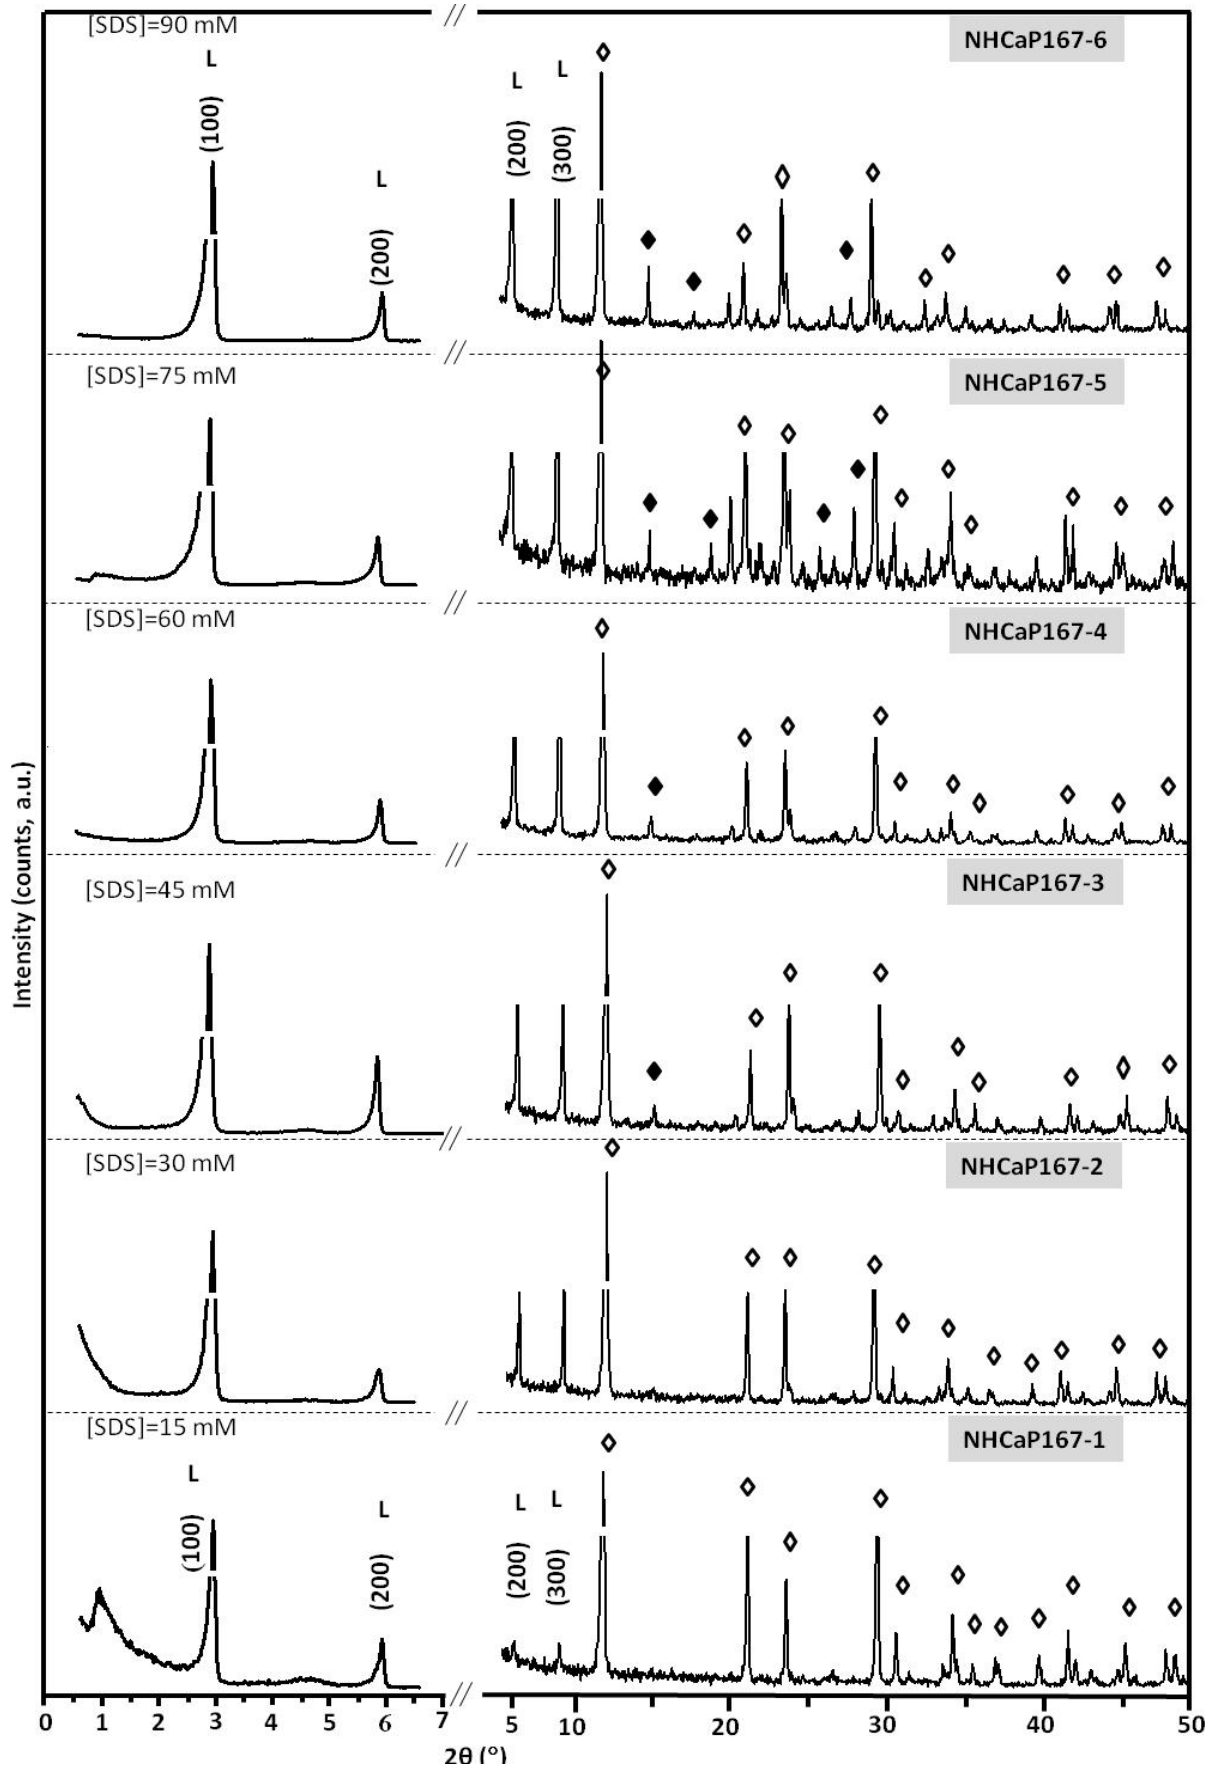 [SDS]=90 mM
//
NHCaP167-6
L
(100)
L
(200)
L
(200)
L
(300)
[SDS]=75 mM
//
NHCaP167-5
[SDS]=60 mM
//
NHCaP167-4
[SDS]=45 mM
//
NHCaP167-3
[SDS]=30 mM
//
NHCaP167-2
[SDS]=15 mM
//
NHCaP167-1
L
(100)
L
(200)
L
(200)
L
(300)
Intensity (counts, a.u.)
0 1 2 3 4 5 6 7 // 5 10 20 30 40 50
2θ (°)